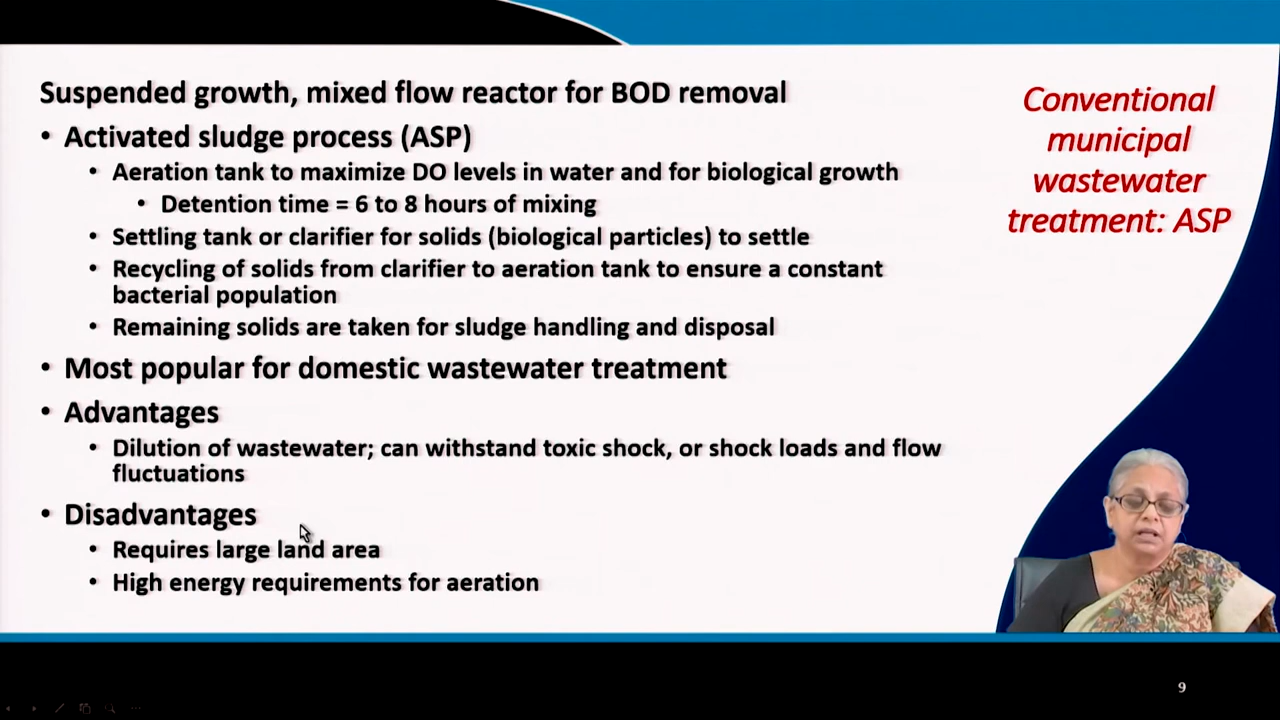 Suspended growth, mixed flow reactor for BOD removal
• Activated sludge process (ASP)
• Aeration tank to maximize DO levels in water and for biological growth
• Detention time = 6 to 8 hours of mixing
• Settling tank or clarifier for solids (biological particles) to settle
• Recycling of solids from clarifier to aeration tank to ensure a constant
bacterial population
• Remaining solids are taken for sludge handling and disposal
• Most popular for domestic wastewater treatment
• Advantages
• Dilution of wastewater; can withstand toxic shock, or shock loads and flow
fluctuations
• Disadvantages
• Requires large land area
• High energy requirements for aeration
Conventional
municipal
wastewater
treatment: ASP
9